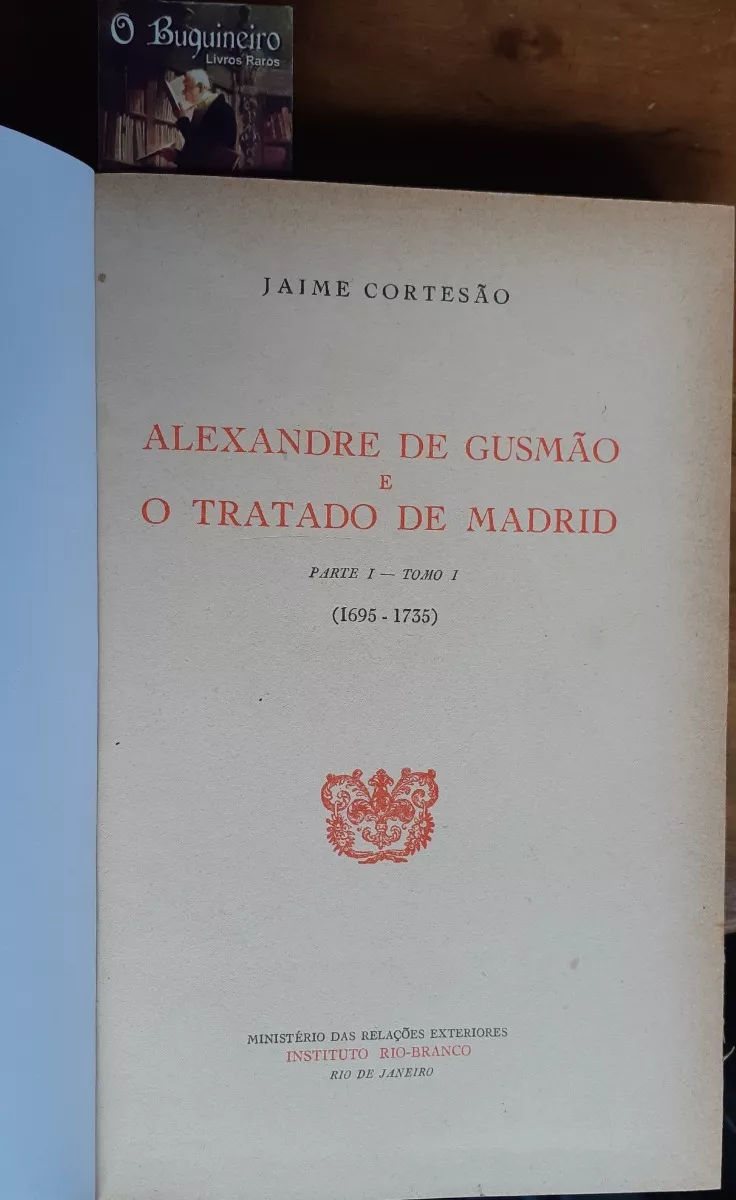 O Buquineiro
Livros Raros
JAIME CORTESÃO
ALEXANDRE DE GUSMÃO
E
O TRATADO DE MADRID
PARTE I — TOMO I
(1695 - 1735)
MINISTÉRIO DAS RELAÇÕES EXTERIORES
INSTITUTO RIO-BRANCO
RIO DE JANEIRO